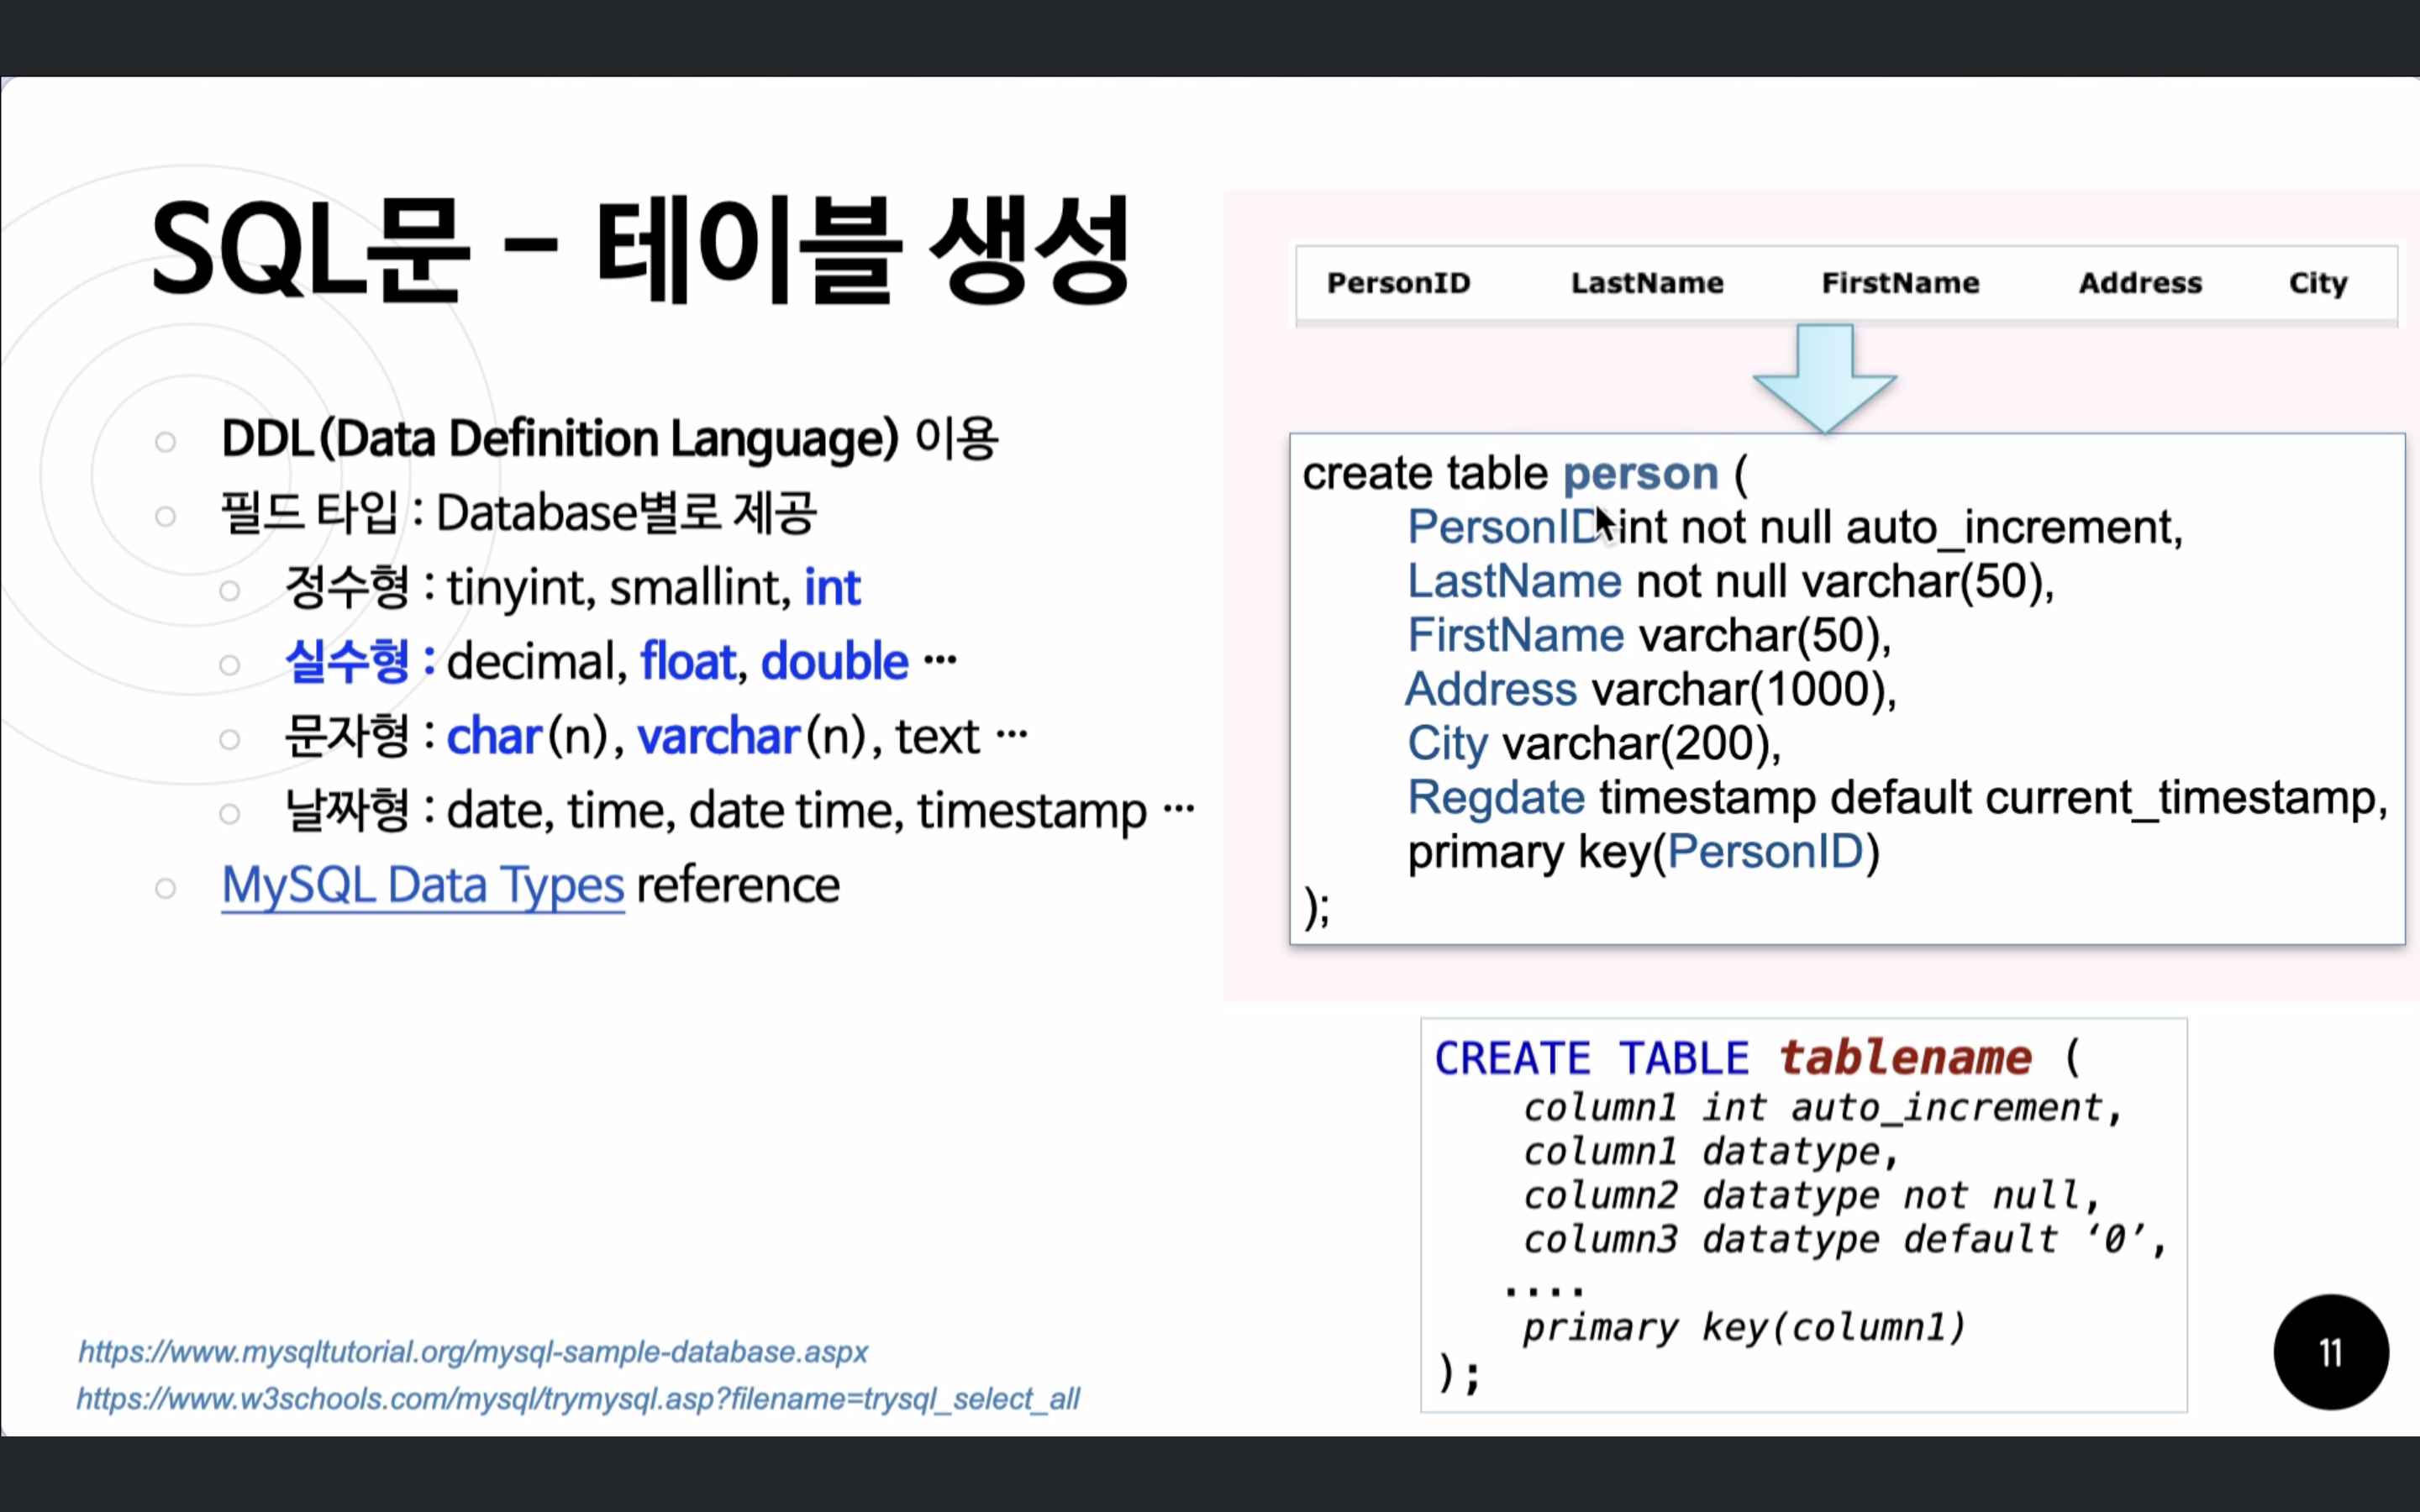 SQL문 - 테이블 생성
DDL(Data Definition Language) 이용
필드 타입 : Database별로 제공
정수형 : tinyint, smallint, int
실수형 : decimal, float, double …
문자형 : char(n), varchar(n), text …
날짜형 : date, time, date time, timestamp …
MySQL Data Types reference
https://www.mysqltutorial.org/mysql-sample-database.aspx
https://www.w3schools.com/mysql/trymysql.asp?filename=trysql_select_all
PersonID LastName FirstName Address City
create table person (
PersonID int not null auto_increment,
LastName not null varchar(50),
FirstName varchar(50),
Address varchar(1000),
City varchar(200),
Regdate timestamp default current_timestamp,
primary key(PersonID)
);
CREATE TABLE tablename (
column1 int auto_increment,
column1 datatype,
column2 datatype not null,
column3 datatype default ‘0’,
....
primary key(column1)
);
11